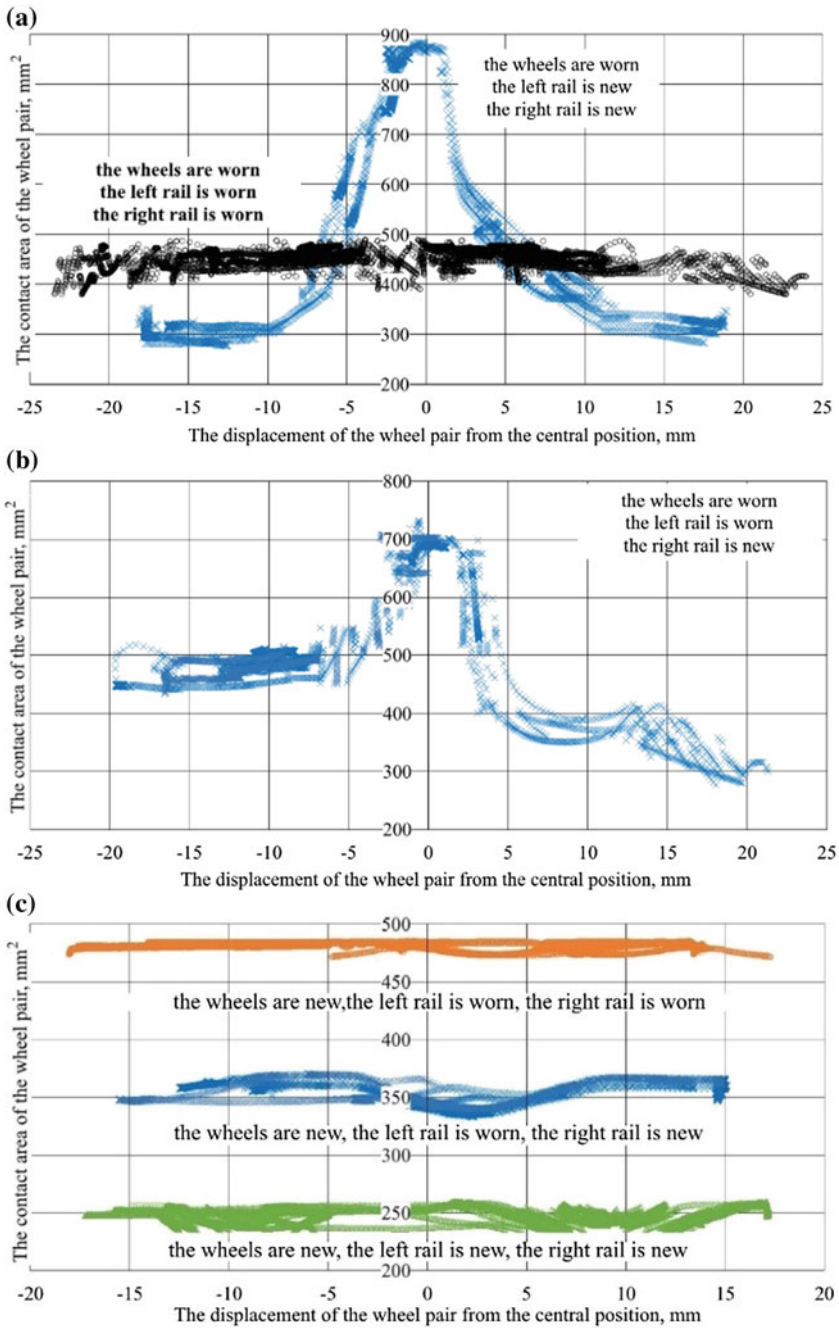 (a)
The contact area of the wheel pair, mm²
900
800
700
600
500
400
300
200
the wheels are worn
the left rail is new
the right rail is new
the wheels are worn
the left rail is worn
the right rail is worn
-25 -20 -15 -10 -5 0 5 10 15 20 25
The displacement of the wheel pair from the central position, mm
(b)
The contact area of the wheel pair, mm²
800
700
600
500
400
300
200
the wheels are worn
the left rail is worn
the right rail is new
-25 -20 -15 -10 -5 0 5 10 15 20 25
The displacement of the wheel pair from the central position, mm
(c)
The contact area of the wheel pair, mm²
500
450
the wheels are new,the left rail is worn, the right rail is worn
400
350
the wheels are new, the left rail is worn, the right rail is new
300
250
the wheels are new, the left rail is new, the right rail is new
200
-20 -15 -10 -5 0 5 10 15 20
The displacement of the wheel pair from the central position, mm